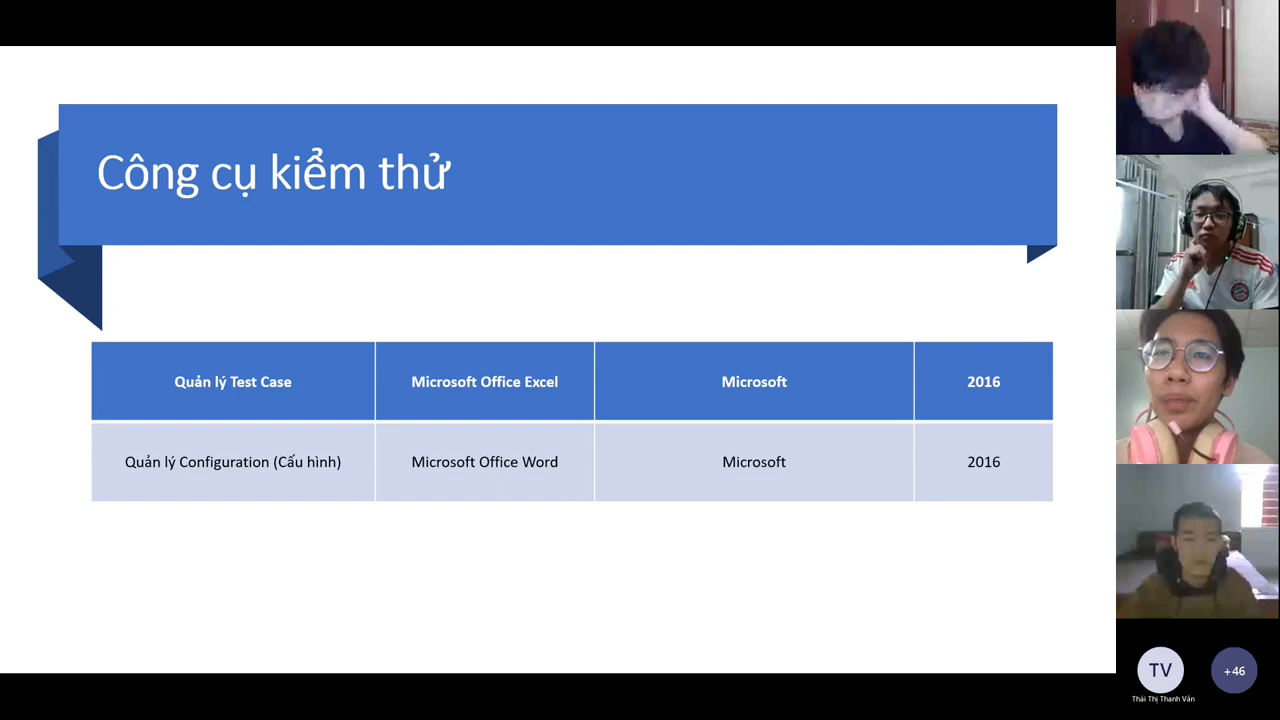 Công cụ kiểm thử
Quản lý Test Case Microsoft Office Excel Microsoft 2016
Quản lý Configuration (Cấu hình) Microsoft Office Word Microsoft 2016
TV
+46
Thái Thị Thanh Vân